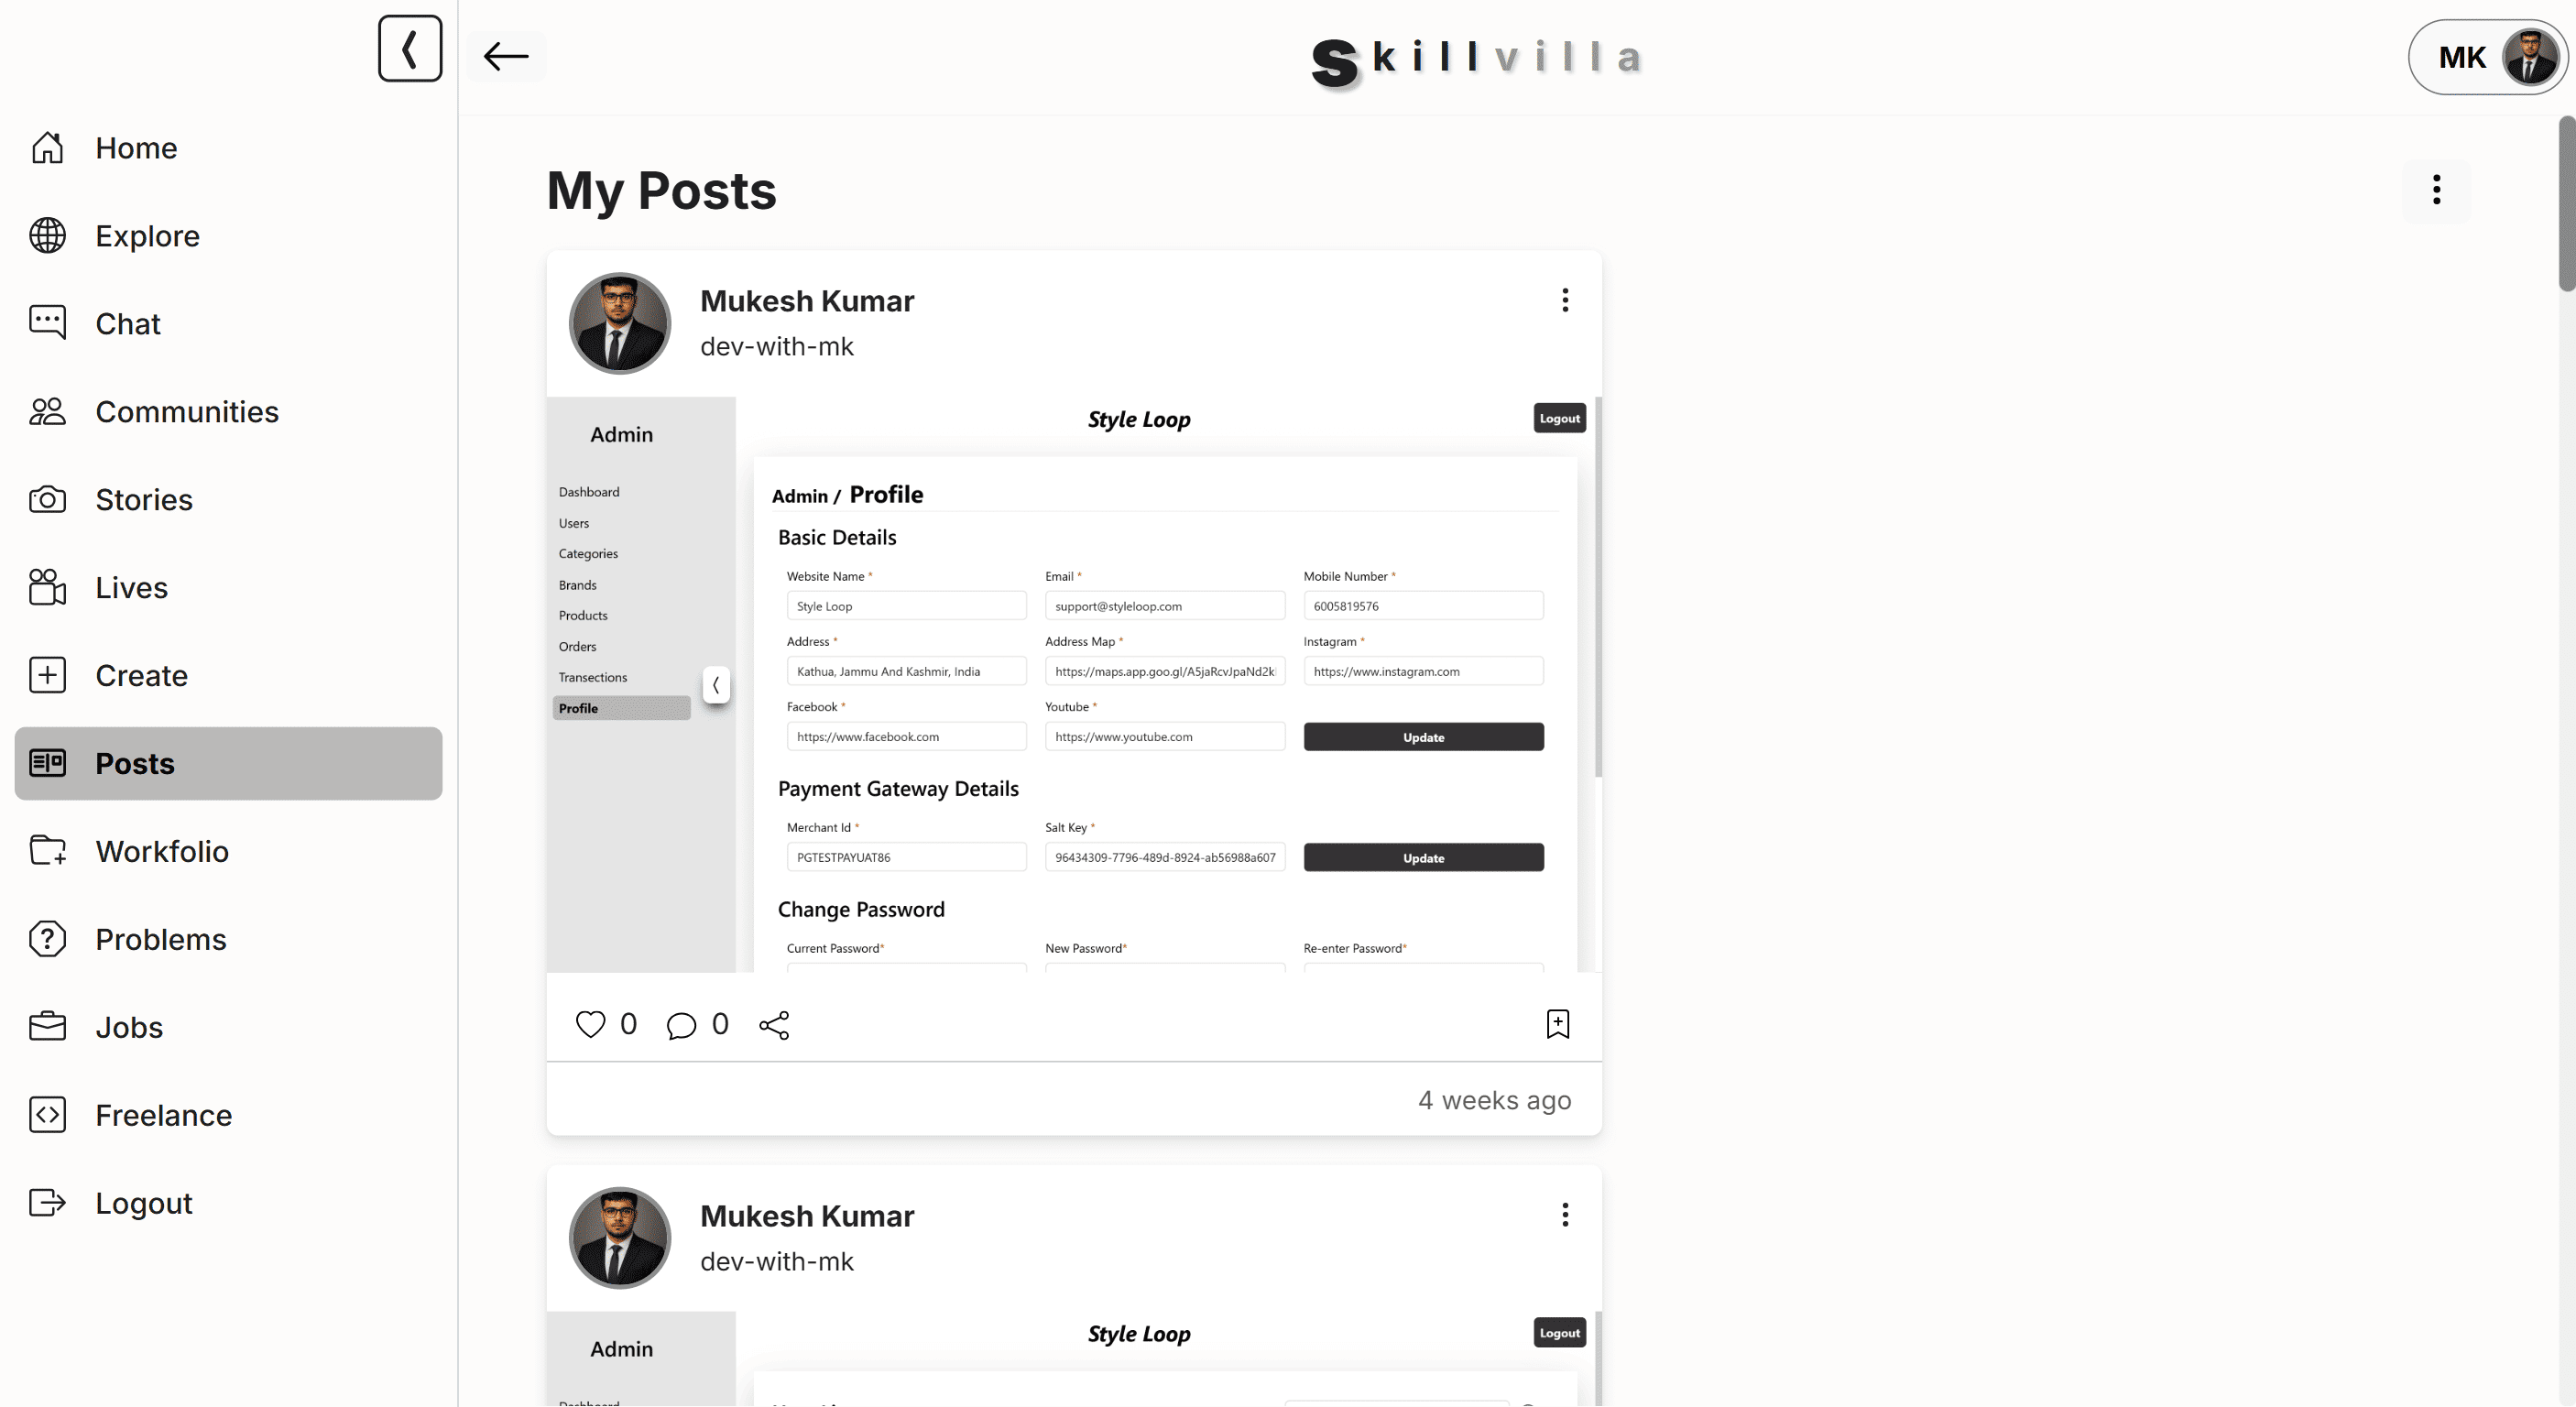 Skillvilla
MK
Home
Explore
Chat
Communities
Stories
Lives
Create
Posts
Workfolio
Problems
Jobs
Freelance
Logout
My Posts
Mukesh Kumar
dev-with-mk
Admin
Style Loop
Logout
Dashboard
Users
Categories
Brands
Products
Orders
Transections
Profile
Admin / Profile
Basic Details
Website Name * Email * Mobile Number *
Style Loop support@styleloop.com 6005819576
Address * Address Map * Instagram *
Kathua, Jammu And Kashmir, India https://maps.app.goo.gl/A5jaRcvJpaNd2k https://www.instagram.com
Facebook * Youtube *
https://www.facebook.com https://www.youtube.com Update
Payment Gateway Details
Merchant Id * Salt Key *
PGTESTPAYUAT86 96434309-7796-489d-8924-ab56988a607 Update
Change Password
Current Password* New Password* Re-enter Password*
0 0
4 weeks ago
Mukesh Kumar
dev-with-mk
Admin
Style Loop
Logout